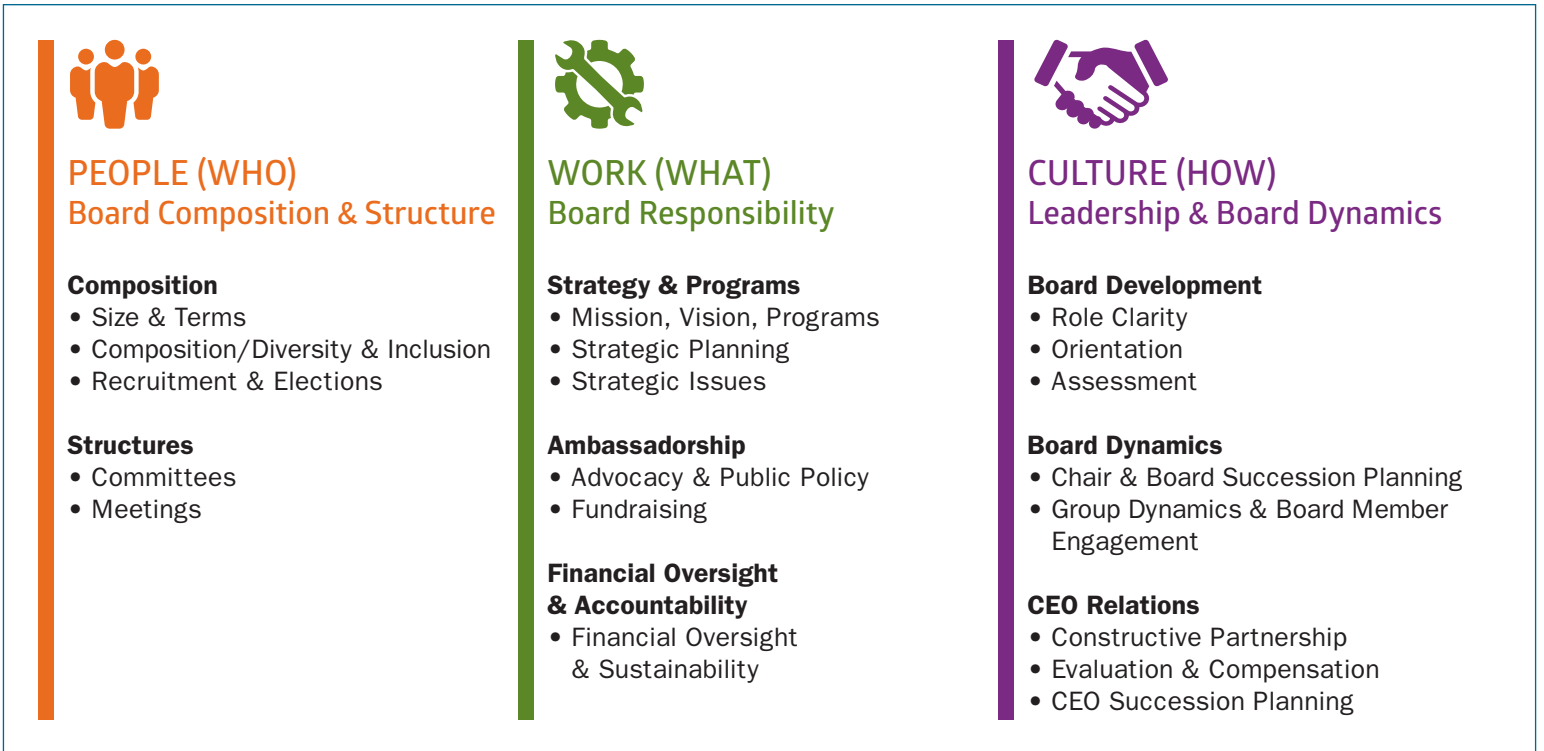 PEOPLE (WHO)
Board Composition & Structure
Composition
• Size & Terms
• Composition/Diversity & Inclusion
• Recruitment & Elections
Structures
• Committees
• Meetings
WORK (WHAT)
Board Responsibility
Strategy & Programs
• Mission, Vision, Programs
• Strategic Planning
• Strategic Issues
Ambassadorship
• Advocacy & Public Policy
• Fundraising
Financial Oversight
& Accountability
• Financial Oversight
& Sustainability
CULTURE (HOW)
Leadership & Board Dynamics
Board Development
• Role Clarity
• Orientation
• Assessment
Board Dynamics
• Chair & Board Succession Planning
• Group Dynamics & Board Member
Engagement
CEO Relations
• Constructive Partnership
• Evaluation & Compensation
• CEO Succession Planning